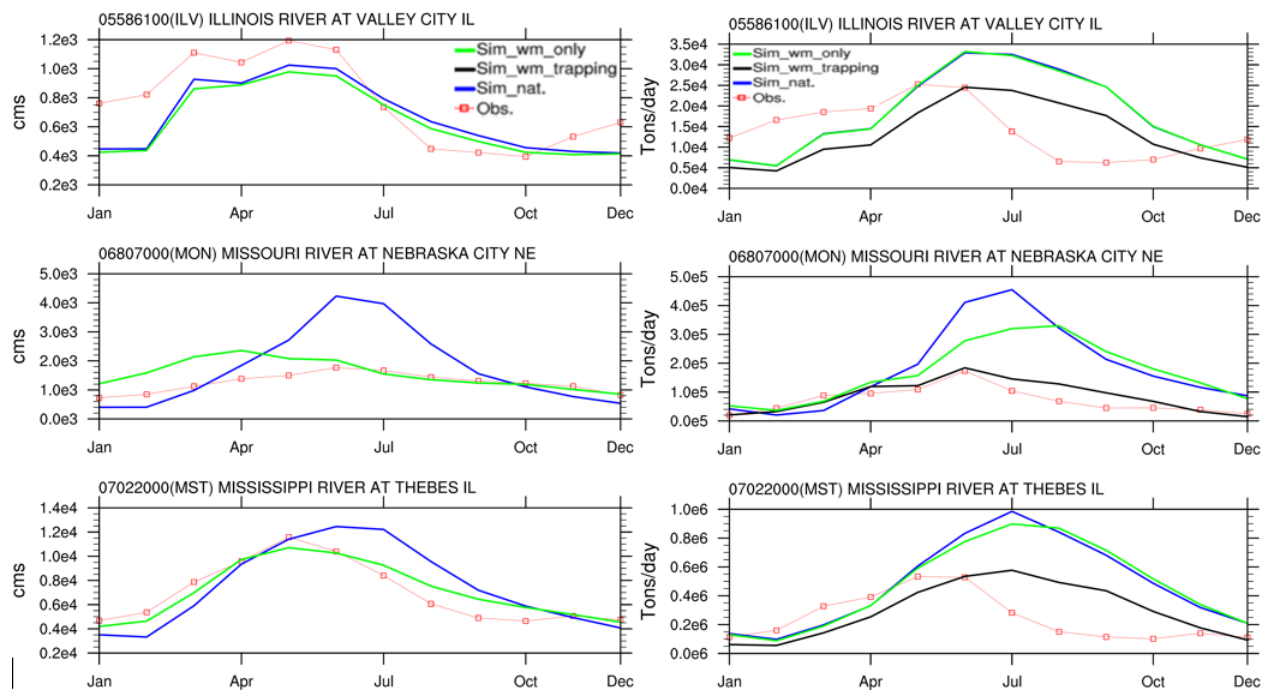 05586100(ILV) ILLINOIS RIVER AT VALLEY CITY IL
1.2e3
1.0e3
0.8e3
0.6e3
0.4e3
0.2e3
cms
Sim_wm_only
Sim_wm_trapping
Sim_nat.
Obs.
Jan Apr Jul Oct Dec
05586100(ILV) ILLINOIS RIVER AT VALLEY CITY IL
3.5e4
3.0e4
2.5e4
2.0e4
1.5e4
1.0e4
0.5e4
0.0e4
Tons/day
Sim_wm_only
Sim_wm_trapping
Sim_nat.
Obs.
Jan Apr Jul Oct Dec
06807000(MON) MISSOURI RIVER AT NEBRASKA CITY NE
5.0e3
4.0e3
3.0e3
2.0e3
1.0e3
0.0e3
cms
Jan Apr Jul Oct Dec
06807000(MON) MISSOURI RIVER AT NEBRASKA CITY NE
5.0e5
4.0e5
3.0e5
2.0e5
1.0e5
0.0e5
Tons/day
Jan Apr Jul Oct Dec
07022000(MST) MISSISSIPPI RIVER AT THEBES IL
1.4e4
1.2e4
1.0e4
0.8e4
0.6e4
0.4e4
0.2e4
cms
Jan Apr Jul Oct Dec
07022000(MST) MISSISSIPPI RIVER AT THEBES IL
1.0e6
0.8e6
0.6e6
0.4e6
0.2e6
0.0e6
Tons/day
Jan Apr Jul Oct Dec